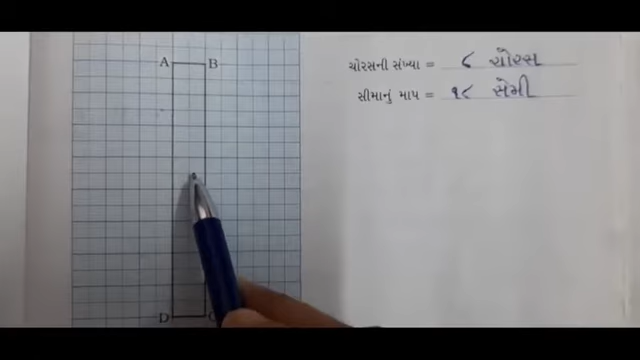 A B
ચોરસની સંખ્યા = ૮ ચોરસ
સીમાનું માપ = ૧૮ સેમી
D C